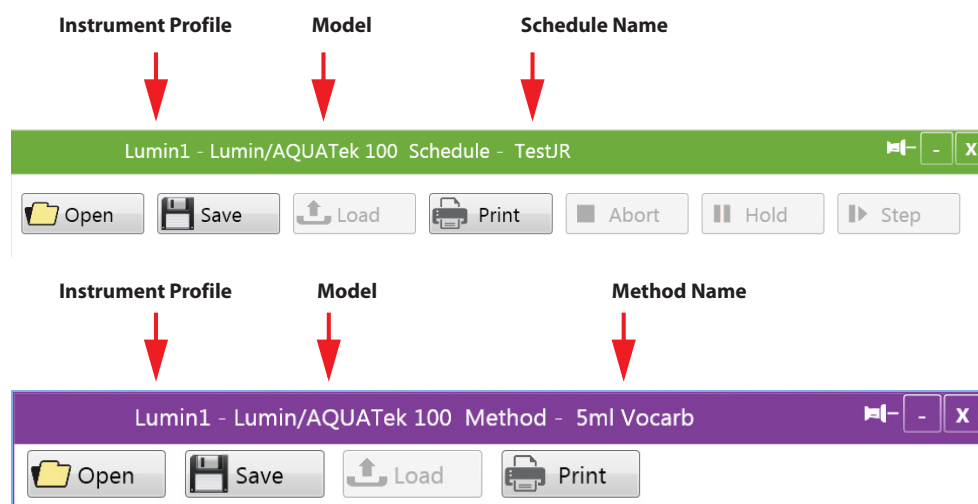 Instrument Profile Model Schedule Name
Lumin1 - Lumin/AQUATek 100 Schedule - TestJR - X
Open Save Load Print Abort Hold Step
Instrument Profile Model Method Name
Lumin1 - Lumin/AQUATek 100 Method - 5ml Vocarb - X
Open Save Load Print